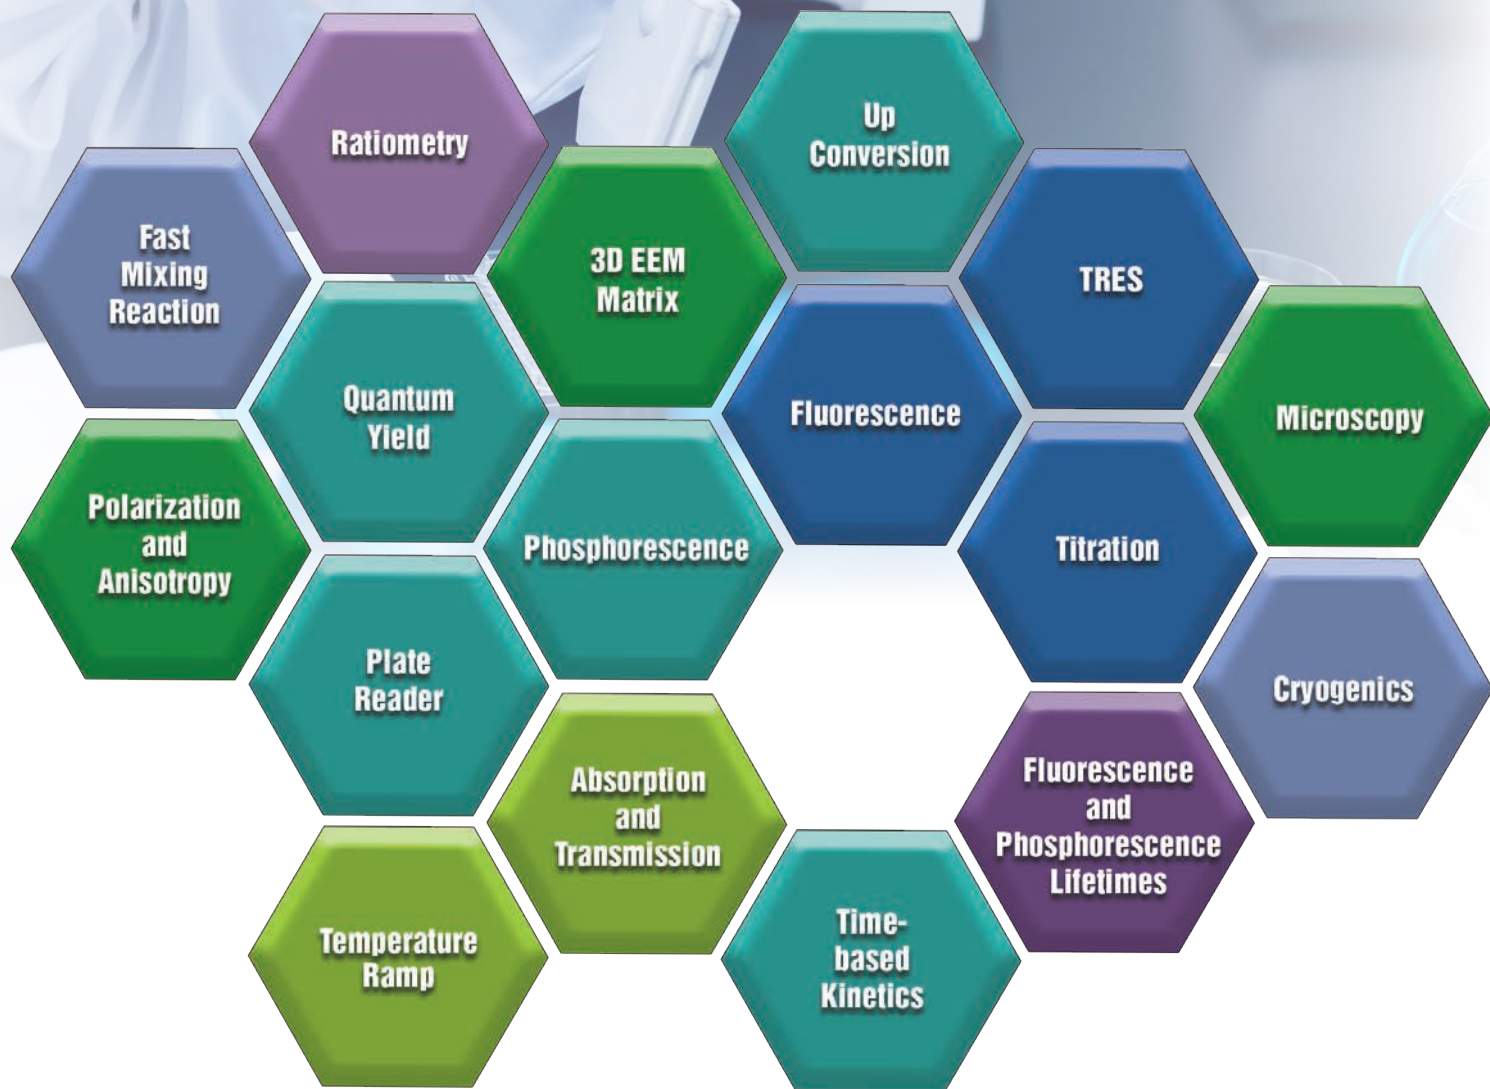 Ratiometry
Up
Conversion
Fast
Mixing
Reaction
3D EEM
Matrix
TRES
Quantum
Yield
Fluorescence
Microscopy
Polarization
and
Anisotropy
Phosphorescence
Titration
Plate
Reader
Cryogenics
Absorption
and
Transmission
Fluorescence
and
Phosphorescence
Lifetimes
Temperature
Ramp
Time-
based
Kinetics